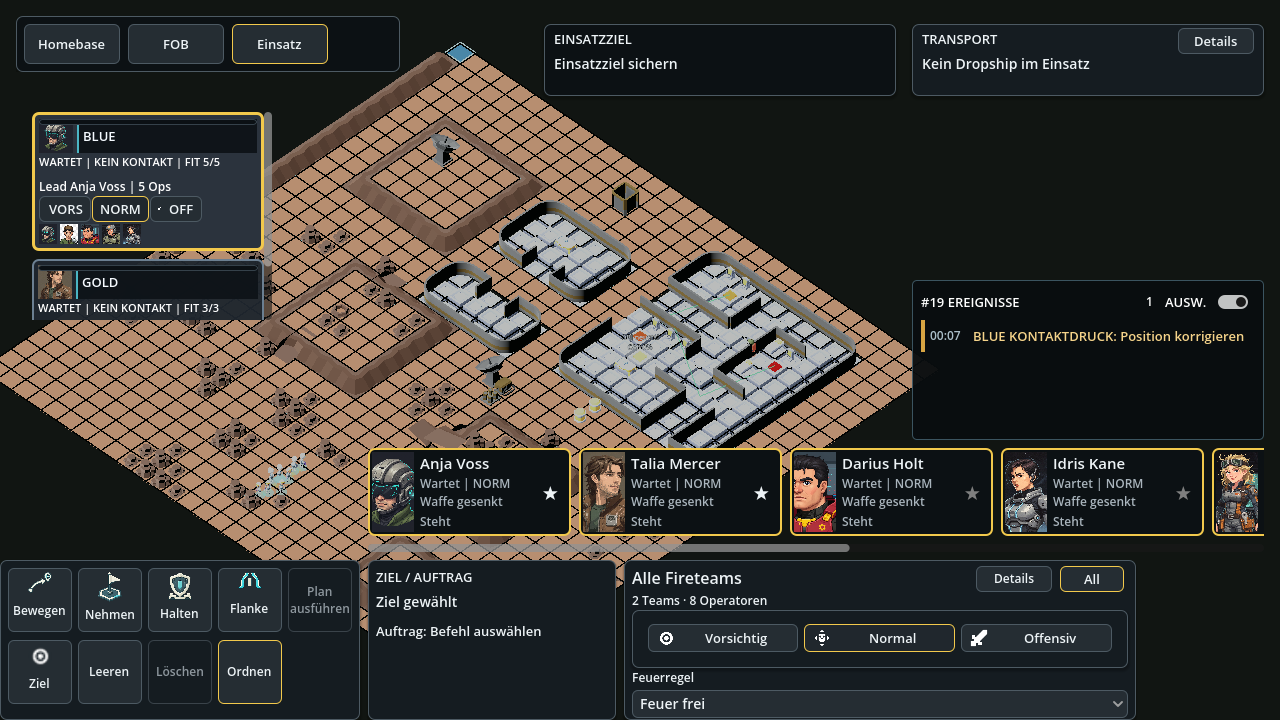 Homebase
FOB
Einsatz
EINSATZZIEL
Einsatzziel sichern
TRANSPORT
Details
Kein Dropship im Einsatz
BLUE
WARTET | KEIN KONTAKT | FIT 5/5
Lead Anja Voss | 5 Ops
VORS
NORM
OFF
GOLD
WARTET | KEIN KONTAKT | FIT 3/3
#19 EREIGNISSE
1
AUSW.
00:07
BLUE KONTAKTDRUCK: Position korrigieren
Anja Voss
Wartet | NORM
Waffe gesenkt
Steht
Talia Mercer
Wartet | NORM
Waffe gesenkt
Steht
Darius Holt
Wartet | NORM
Waffe gesenkt
Steht
Idris Kane
Wartet | NORM
Waffe gesenkt
Steht
Bewegen
Nehmen
Halten
Flanke
Plan
ausführen
Ziel
Leeren
Löschen
Ordnen
ZIEL / AUFTRAG
Ziel gewählt
Auftrag: Befehl auswählen
Alle Fireteams
Details
All
2 Teams · 8 Operatoren
Vorsichtig
Normal
Offensiv
Feuerregel
Feuer frei